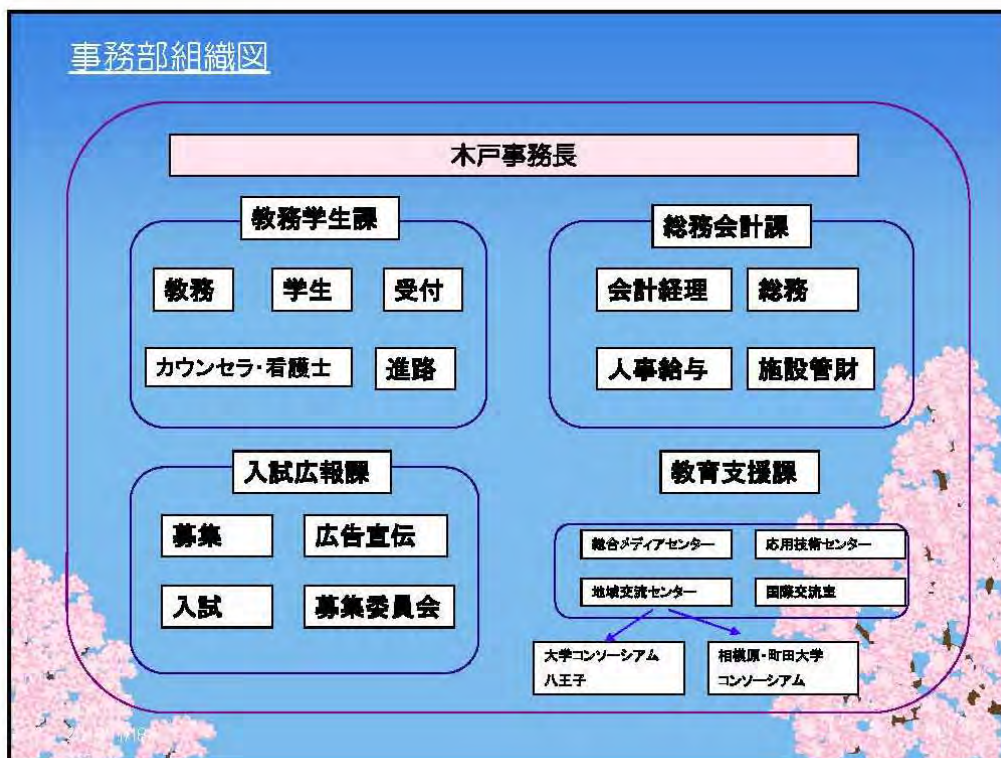 事務部組織図
木戸事務長
教務学生課
教務
学生
受付
カウンセラ・看護士
進路
総務会計課
会計経理
総務
人事給与
施設管財
入試広報課
募集
広告宣伝
入試
募集委員会
教育支援課
総合メディアセンター
応用技術センター
地域交流センター
国際交流室
大学コンソーシアム
八王子
相模原・町田大学
コンソーシアム